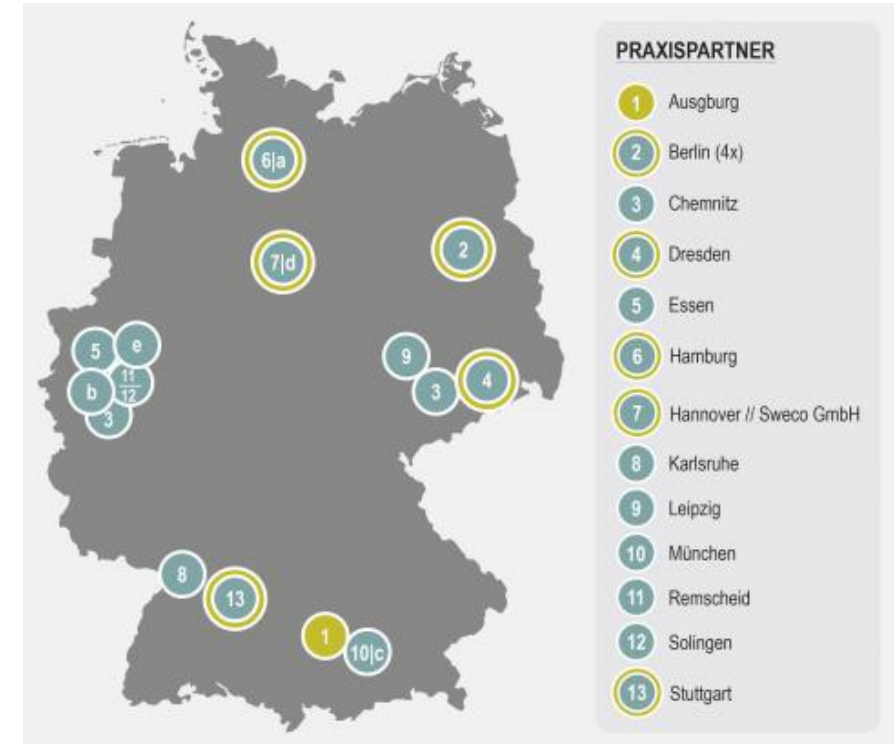 PRAXISPARTNER
1 Ausgburg
2 Berlin (4x)
3 Chemnitz
4 Dresden
5 Essen
6 Hamburg
7 Hannover // Sweco GmbH
8 Karlsruhe
9 Leipzig
10 München
11 Remscheid
12 Solingen
13 Stuttgart
6|a
7|d
2
5
e
9
b
11
12
3
3
4
8
13
1
10|c